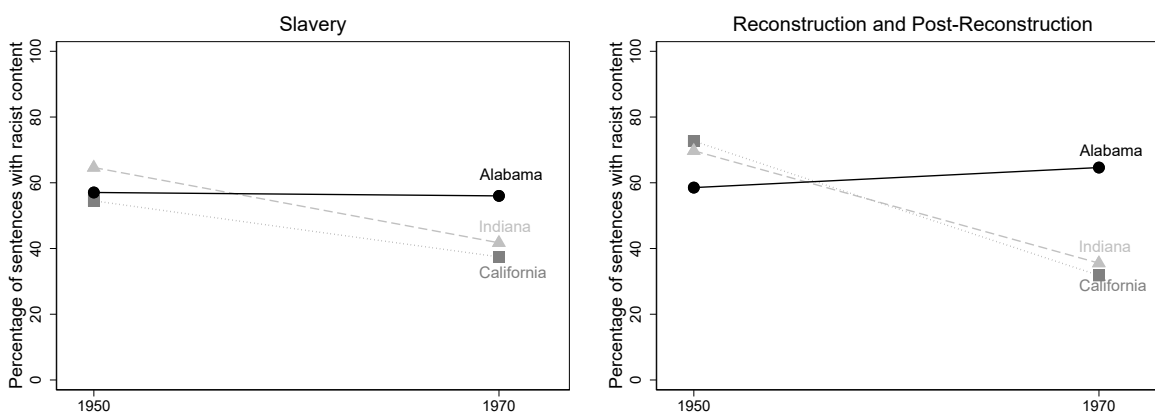 Slavery
Percentage of sentences with racist content
100
80
60
40
20
0
Alabama
Indiana
California
1950
1970
Reconstruction and Post-Reconstruction
Percentage of sentences with racist content
100
80
60
40
20
0
Alabama
Indiana
California
1950
1970